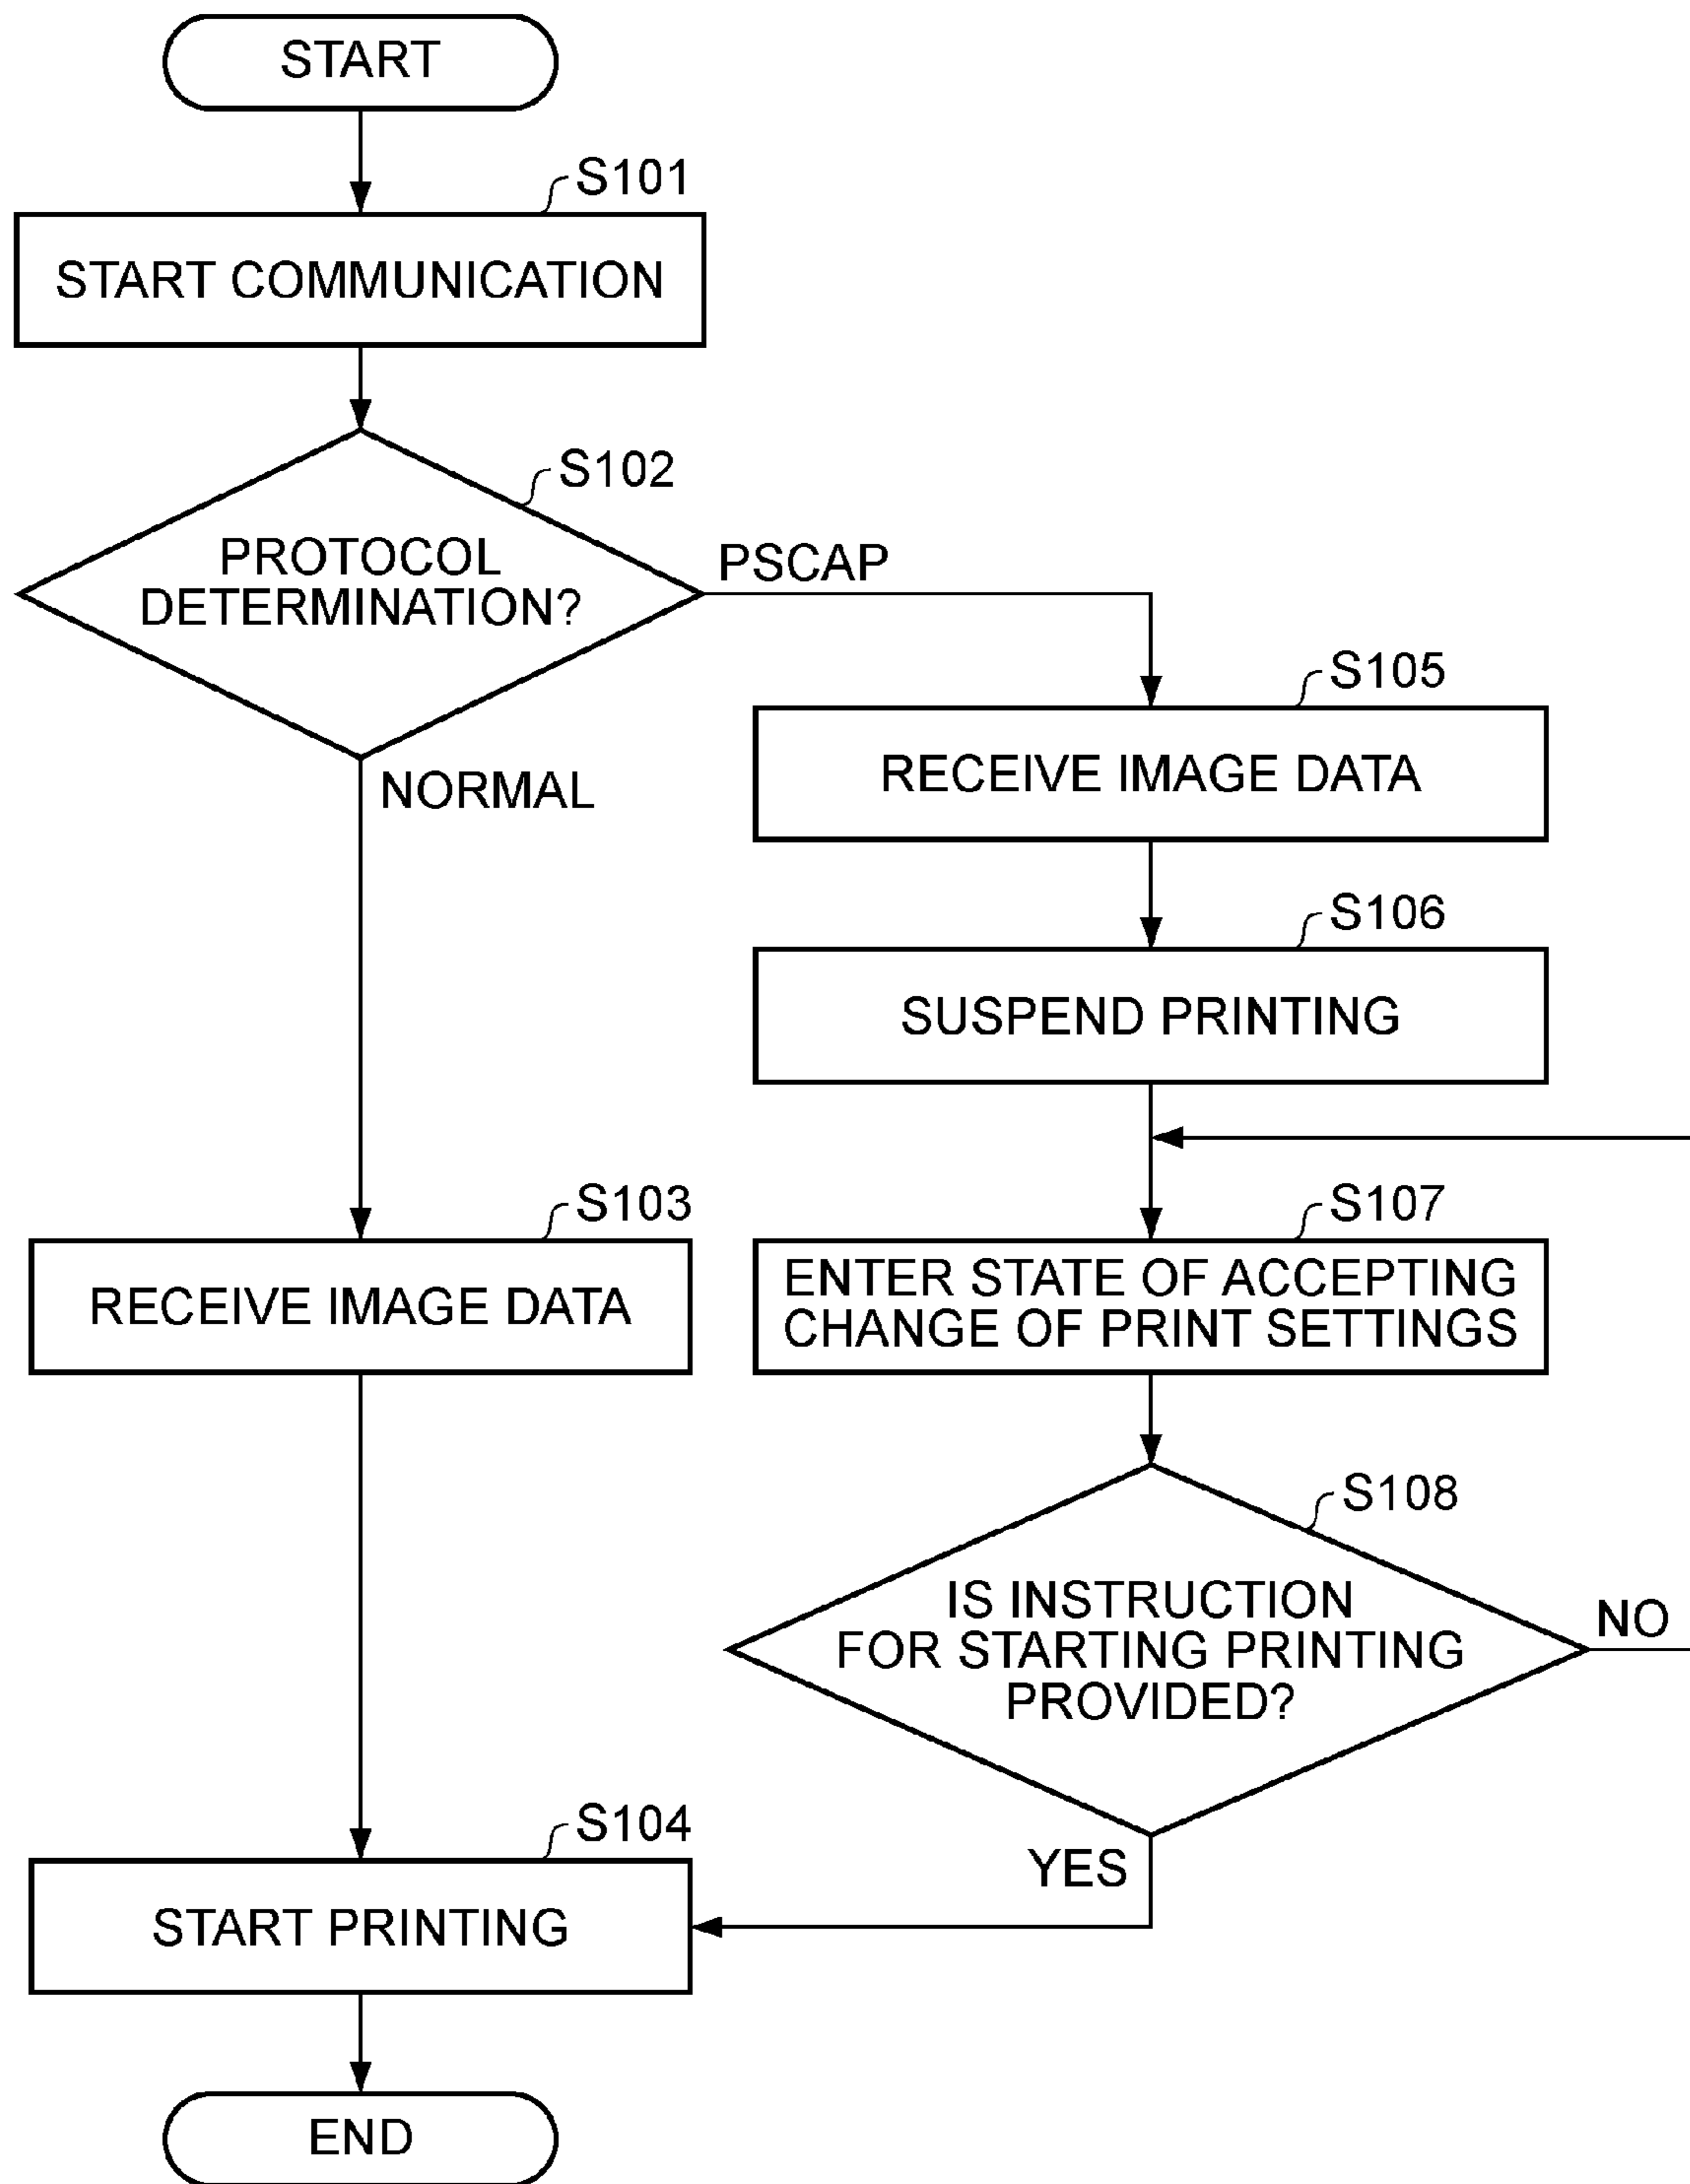 START
S101
START COMMUNICATION
S102
PROTOCOL
DETERMINATION?
PSCAP
NORMAL
S105
RECEIVE IMAGE DATA
S106
SUSPEND PRINTING
S103
RECEIVE IMAGE DATA
S107
ENTER STATE OF ACCEPTING
CHANGE OF PRINT SETTINGS
S108
IS INSTRUCTION
FOR STARTING PRINTING
PROVIDED?
NO
YES
S104
START PRINTING
END